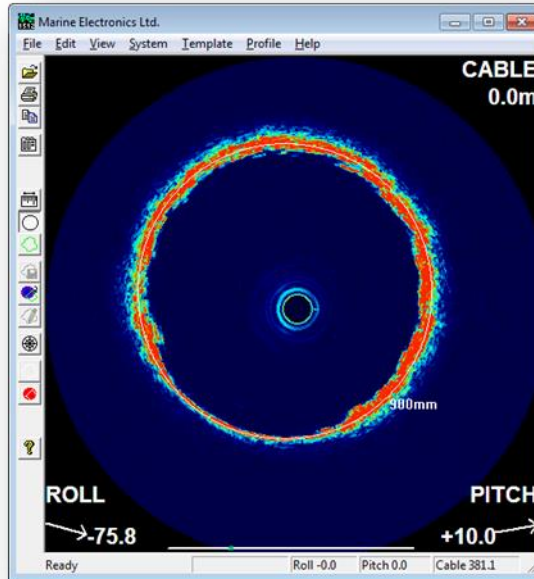 Marine Electronics Ltd.
File Edit View System Template Profile Help
CABLE
0.0m
900mm
ROLL
-75.8
PITCH
+10.0
Ready
Roll -0.0
Pitch 0.0
Cable 381.1